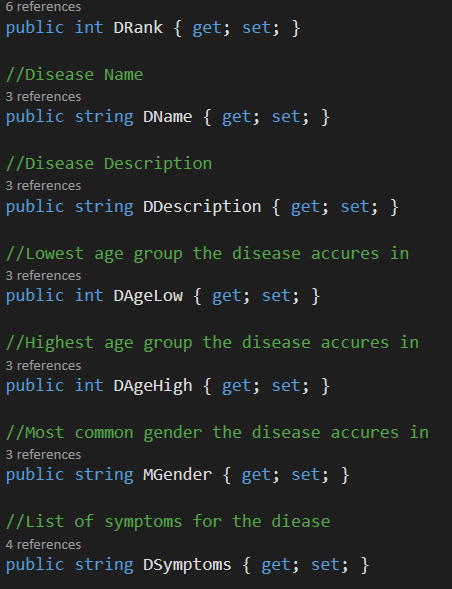 6 references
public int DRank { get; set; }
//Disease Name
3 references
public string DName { get; set; }
//Disease Description
3 references
public string DDescription { get; set; }
//Lowest age group the disease accures in
3 references
public int DAgeLow { get; set; }
//Highest age group the disease accures in
3 references
public int DAgeHigh { get; set; }
//Most common gender the disease accures in
3 references
public string MGender { get; set; }
//List of symptoms for the diease
4 references
public string DSymptoms { get; set; }